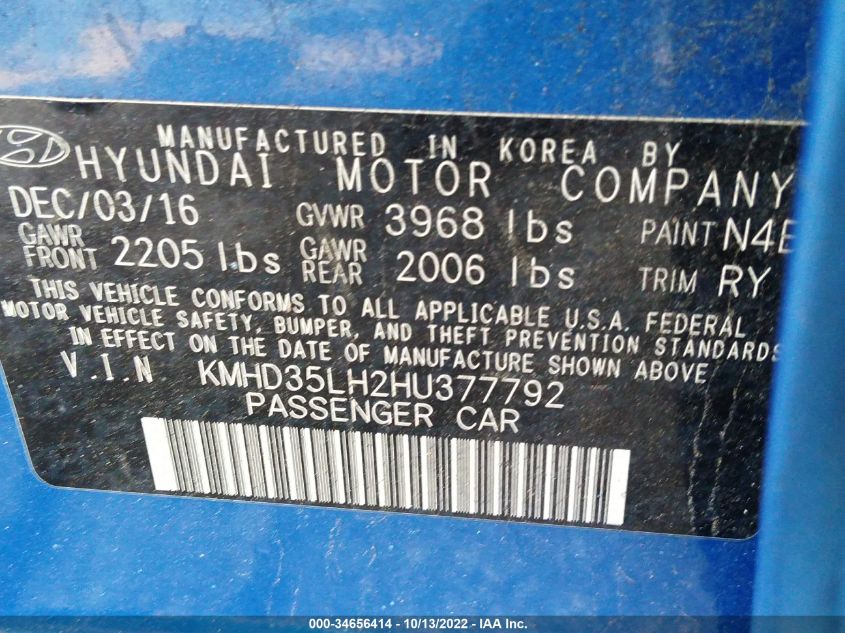 MANUFACTURED IN KOREA BY
HYUNDAI MOTOR COMPANY
DEC/03/16 GVWR 3968 lbs PAINT N4E
GAWR FRONT 2205 lbs GAWR REAR 2006 lbs TRIM RY
THIS VEHICLE CONFORMS TO ALL APPLICABLE U.S.A. FEDERAL
MOTOR VEHICLE SAFETY, BUMPER, AND THEFT PREVENTION STANDARDS
IN EFFECT ON THE DATE OF MANUFACTURE SHOWN ABOVE
V.I.N KMHD35LH2HU377792
PASSENGER CAR
000-34656414 - 10/13/2022 - IAA Inc.